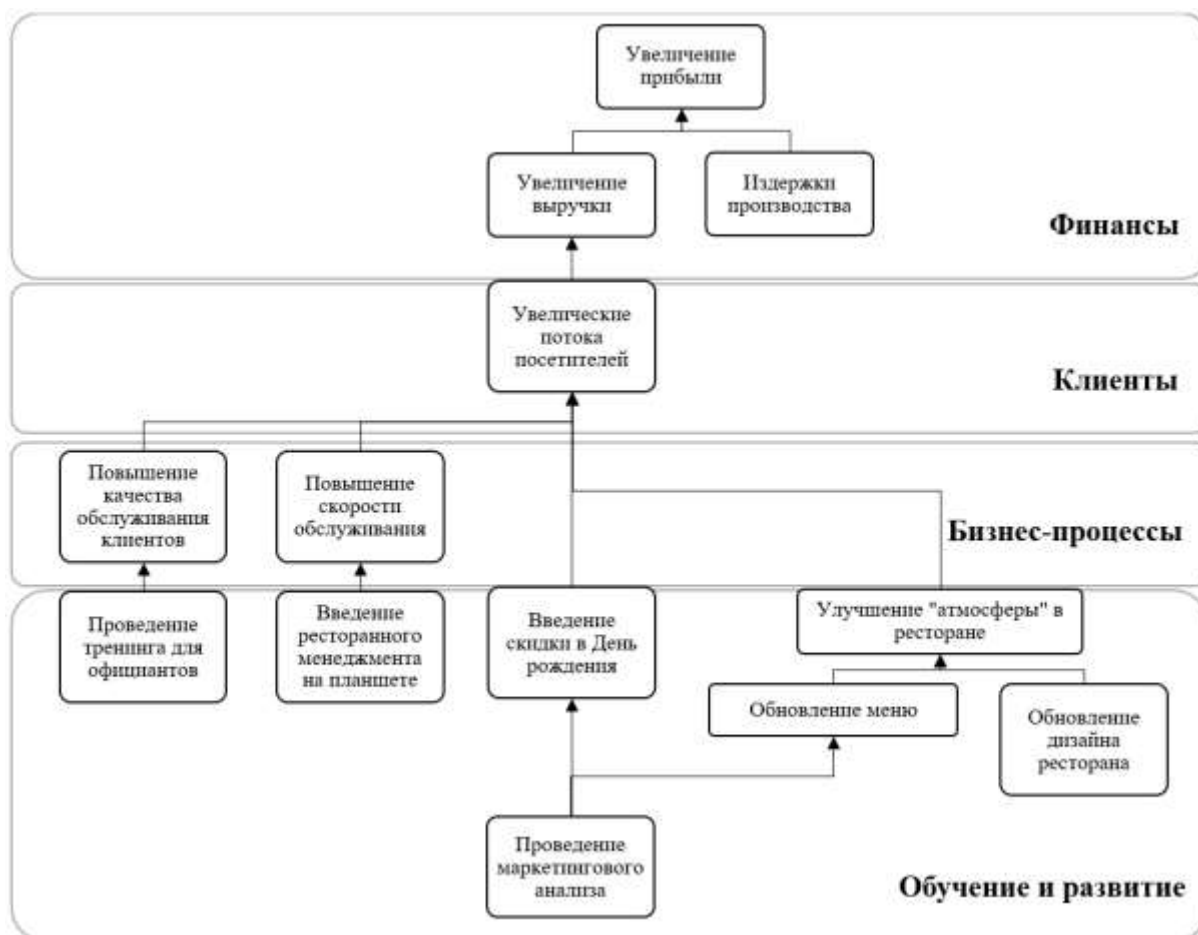 Увеличение
прибыли
Увеличение
выручки
Издержки
производства
Финансы
Увелические
потока
посетителей
Клиенты
Повышение
качества
обслуживания
клиентов
Повышение
скорости
обслуживания
Бизнес-процессы
Проведение
тренинга для
официантов
Введение
ресторанного
менеджмента
на планшете
Введение
скидки в День
рождения
Улучшение "атмосферы" в
ресторане
Обновление меню
Обновление
дизайна
ресторана
Проведение
маркетингового
анализа
Обучение и развитие